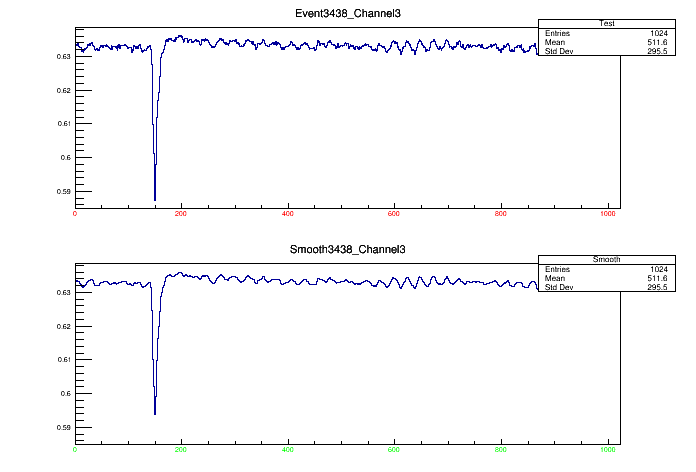 Event3438_Channel3
Test
Entries 1024
Mean 511.6
Std Dev 295.5
0.63
0.62
0.61
0.6
0.59
0 200 400 600 800 1000
Smooth3438_Channel3
Smooth
Entries 1024
Mean 511.6
Std Dev 295.5
0.63
0.62
0.61
0.6
0.59
0 200 400 600 800 1000